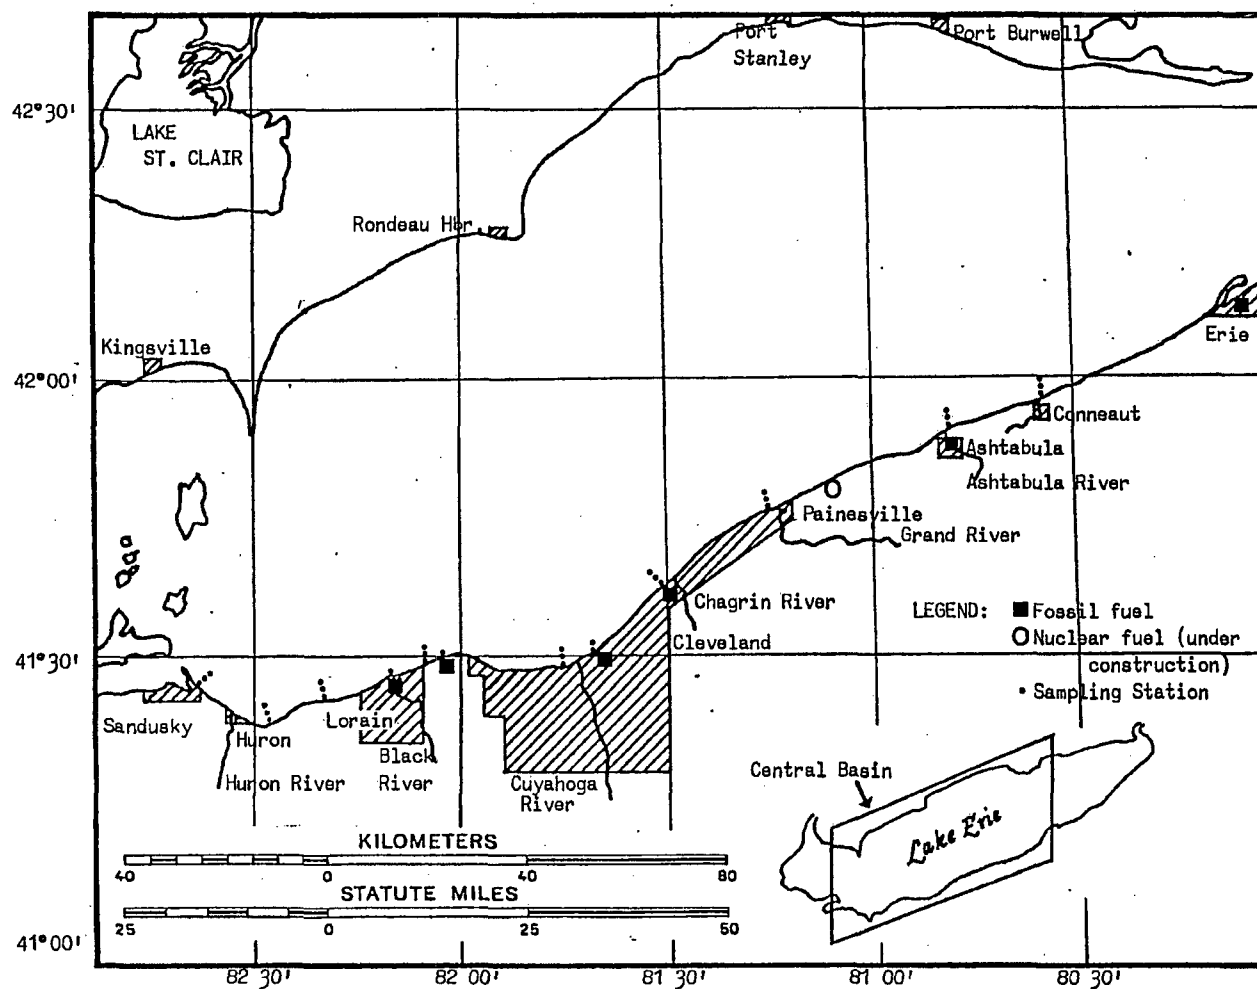 Port
Stanley
Port Burwell
42°30'
LAKE
ST. CLAIR
Rondeau Hbr.
Kingsville
Erie
42°00'
Conneaut
Ashtabula
Ashtabula River
Painesville
Grand River
Chagrin River
LEGEND:
Fossil fuel
Nuclear fuel (under
construction)
Sampling Station
Cleveland
41°30'
Sandusky
Huron
Lorain
Huron River
Black
River
Cuyahoga
River
Central Basin
Lake Erie
KILOMETERS
40 0 40 80
STATUTE MILES
25 0 25 50
41°00'
82 30' 82 00' 81 30' 81 00' 80 30'